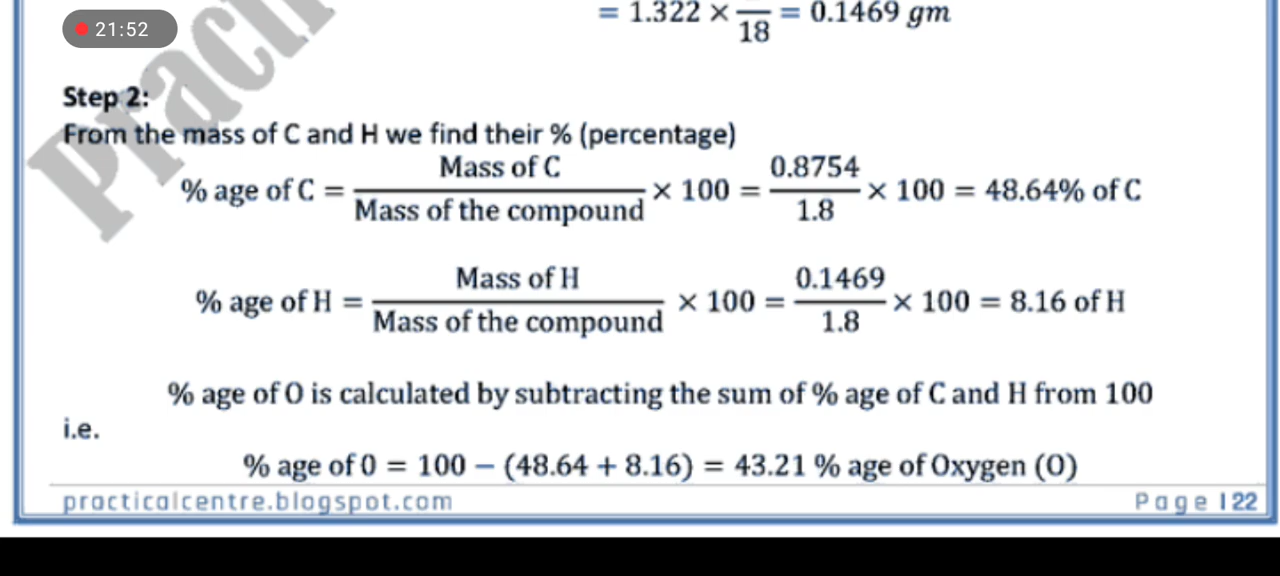 21:52
= 1.322 × — / 18 = 0.1469 gm
Practi
Step 2:
From the mass of C and H we find their % (percentage)
% age of C = Mass of C / Mass of the compound × 100 = 0.8754 / 1.8 × 100 = 48.64% of C
% age of H = Mass of H / Mass of the compound × 100 = 0.1469 / 1.8 × 100 = 8.16 of H
% age of O is calculated by subtracting the sum of % age of C and H from 100
i.e.
% age of 0 = 100 − (48.64 + 8.16) = 43.21 % age of Oxygen (O)
practicalcentre.blogspot.com
Page | 22